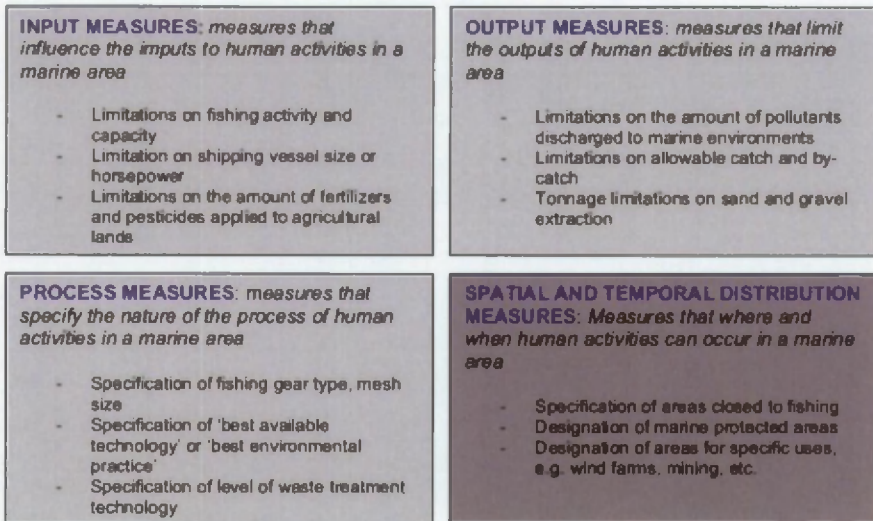 INPUT MEASURES: measures that
influence the imputs to human activities in a
marine area
- Limitations on fishing activity and
capacity
- Limitation on shipping vessel size or
horsepower
- Limitations on the amount of fertilizers
and pesticides applied to agricultural
lands
OUTPUT MEASURES: measures that limit
the outputs of human activities in a marine
area
- Limitations on the amount of pollutants
discharged to marine environments
- Limitations on allowable catch and by-
catch
- Tonnage limitations on sand and gravel
extraction
PROCESS MEASURES: measures that
specify the nature of the process of human
activities in a marine area
- Specification of fishing gear type, mesh
size
- Specification of 'best available
technology' or 'best environmental
practice'
- Specification of level of waste treatment
technology
SPATIAL AND TEMPORAL DISTRIBUTION
MEASURES: Measures that where and
when human activities can occur in a marine
area
- Specification of areas closed to fishing
- Designation of marine protected areas
- Designation of areas for specific uses,
e.g. wind farms, mining, etc.